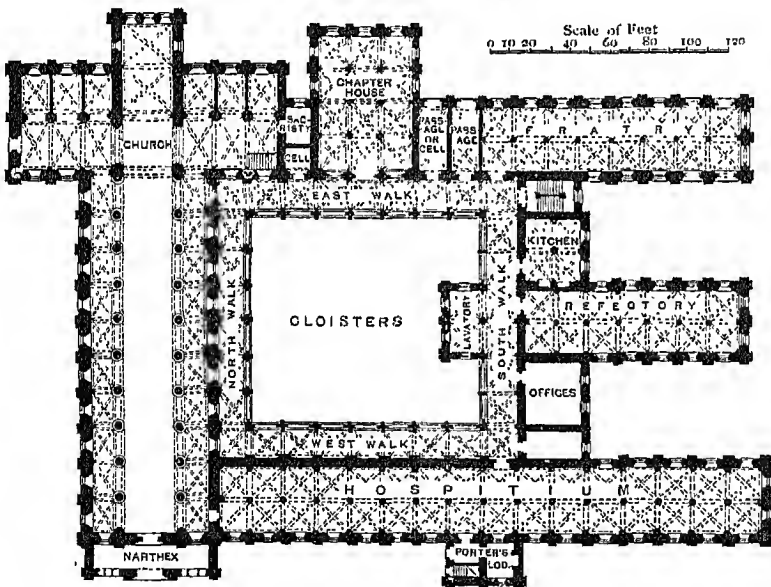 Scale of Feet
0 10 20 40 60 80 100 120
CHAPTER
HOUSE
SAC
RISTY
CELL
PASS
AGE OR
CELL
PASS
AGE
FRATRY
CHURCH
EAST WALK
KITCHEN
CLOISTERS
NORTH WALK
LAVATORY
SOUTH WALK
REFECTORY
OFFICES
WEST WALK
HOSPITIUM
NARTHEX
PORTER'S
LOD.